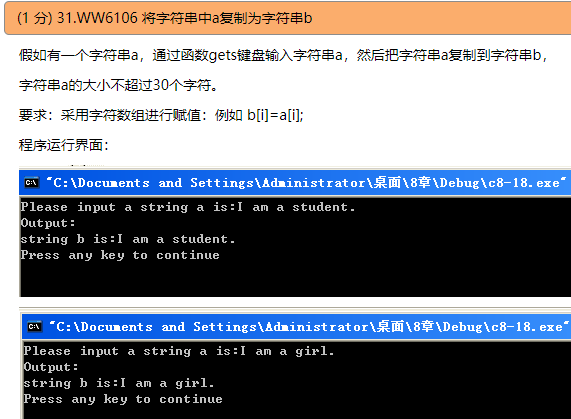 (1 分) 31.WW6106 将字符串中a复制为字符串b
假如有一个字符串a，通过函数gets键盘输入字符串a，然后把字符串a复制到字符串b，
字符串a的大小不超过30个字符。
要求：采用字符数组进行赋值：例如 b[i]=a[i];
程序运行界面：
"C:\Documents and Settings\Administrator\桌面\8章\Debug\c8-18.exe"
Please input a string a is:I am a student.
Output:
string b is:I am a student.
Press any key to continue
"C:\Documents and Settings\Administrator\桌面\8章\Debug\c8-18.exe"
Please input a string a is:I am a girl.
Output:
string b is:I am a girl.
Press any key to continue